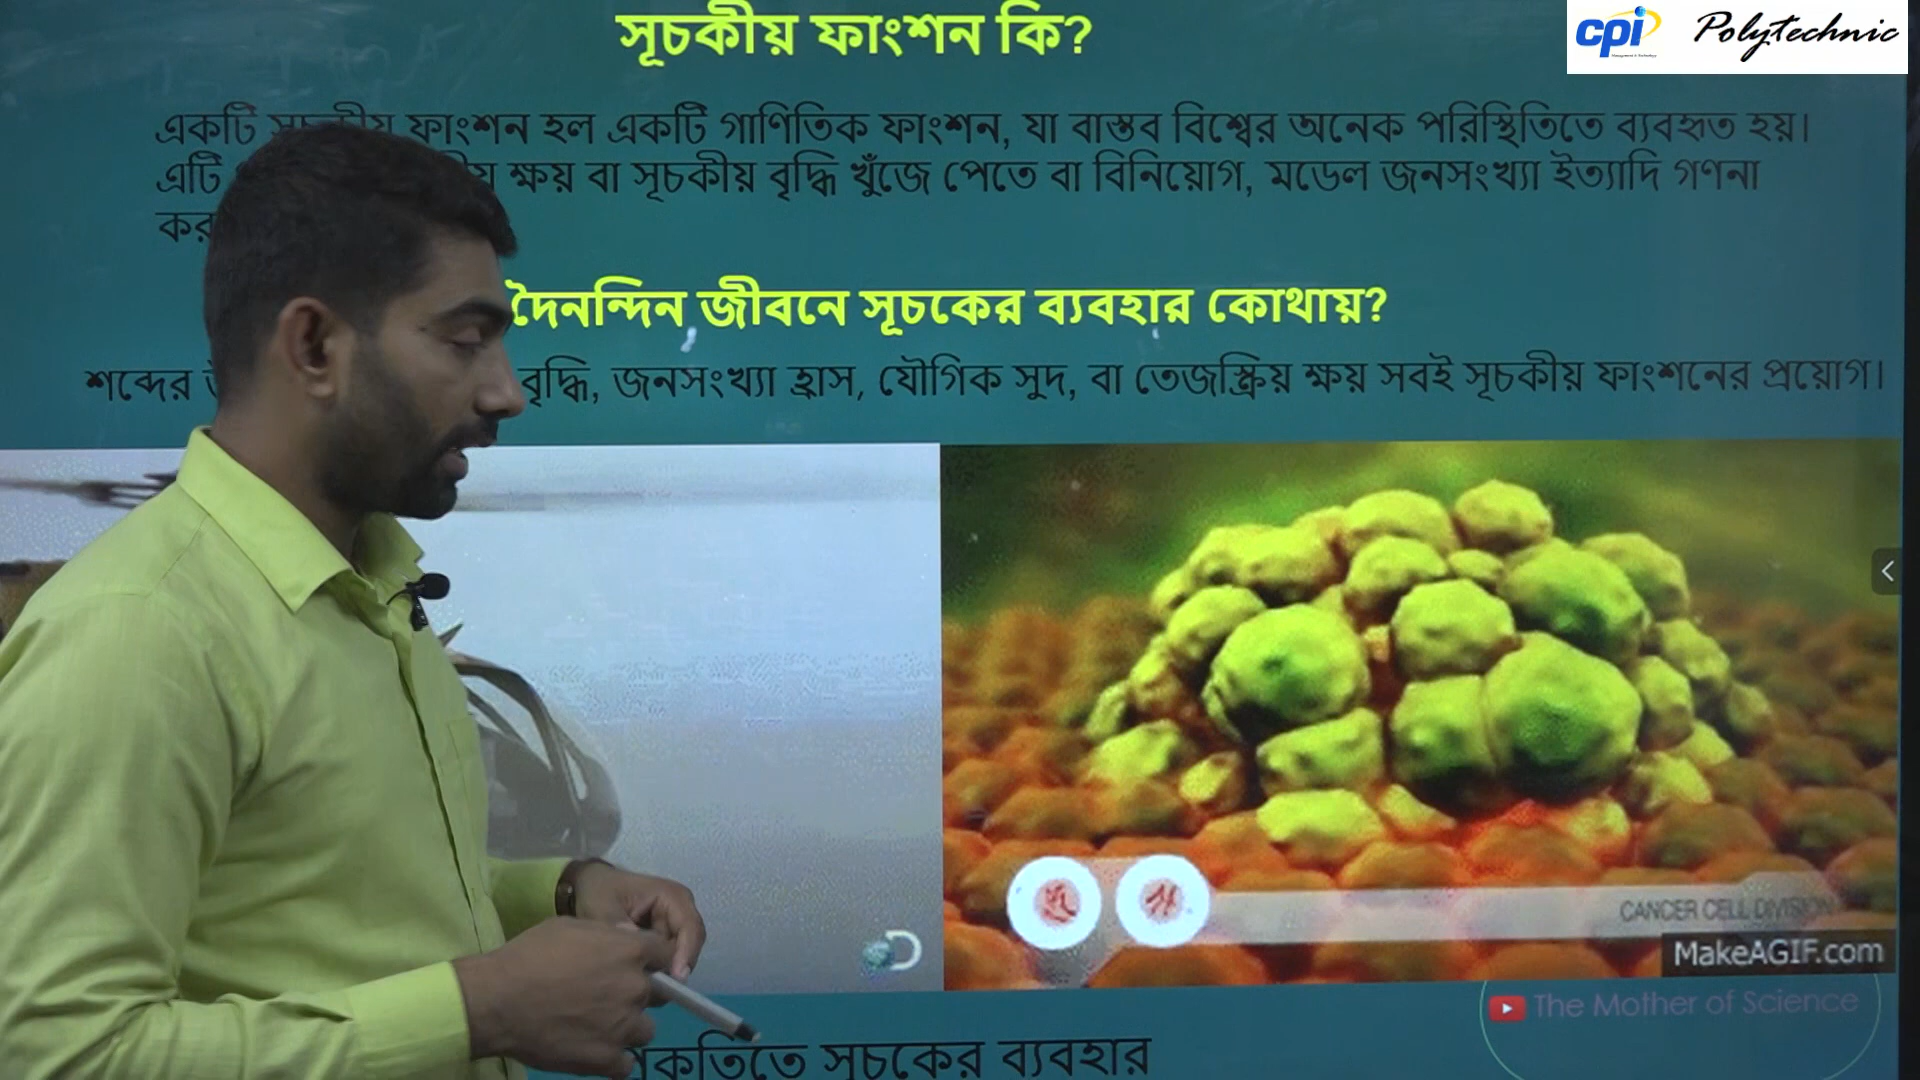 সূচকীয় ফাংশন কি?
cpi Polytechnic
একটি সূচকীয় ফাংশন হল একটি গাণিতিক ফাংশন, যা বাস্তব বিশ্বের অনেক পরিস্থিতিতে ব্যবহৃত হয়।
এটি ক্ষয় বা সূচকীয় বৃদ্ধি খুঁজে পেতে বা বিনিয়োগ, মডেল জনসংখ্যা ইত্যাদি গণনা
দৈনন্দিন জীবনে সূচকের ব্যবহার কোথায়?
শব্দের বৃদ্ধি, জনসংখ্যা হ্রাস, যৌগিক সুদ, বা তেজস্ক্রিয় ক্ষয় সবই সূচকীয় ফাংশনের প্রয়োগ।
CANCER CELL DIVISION
MakeAGIF.com
The Mother of Science
প্রকৃতিতে সূচকের ব্যবহার